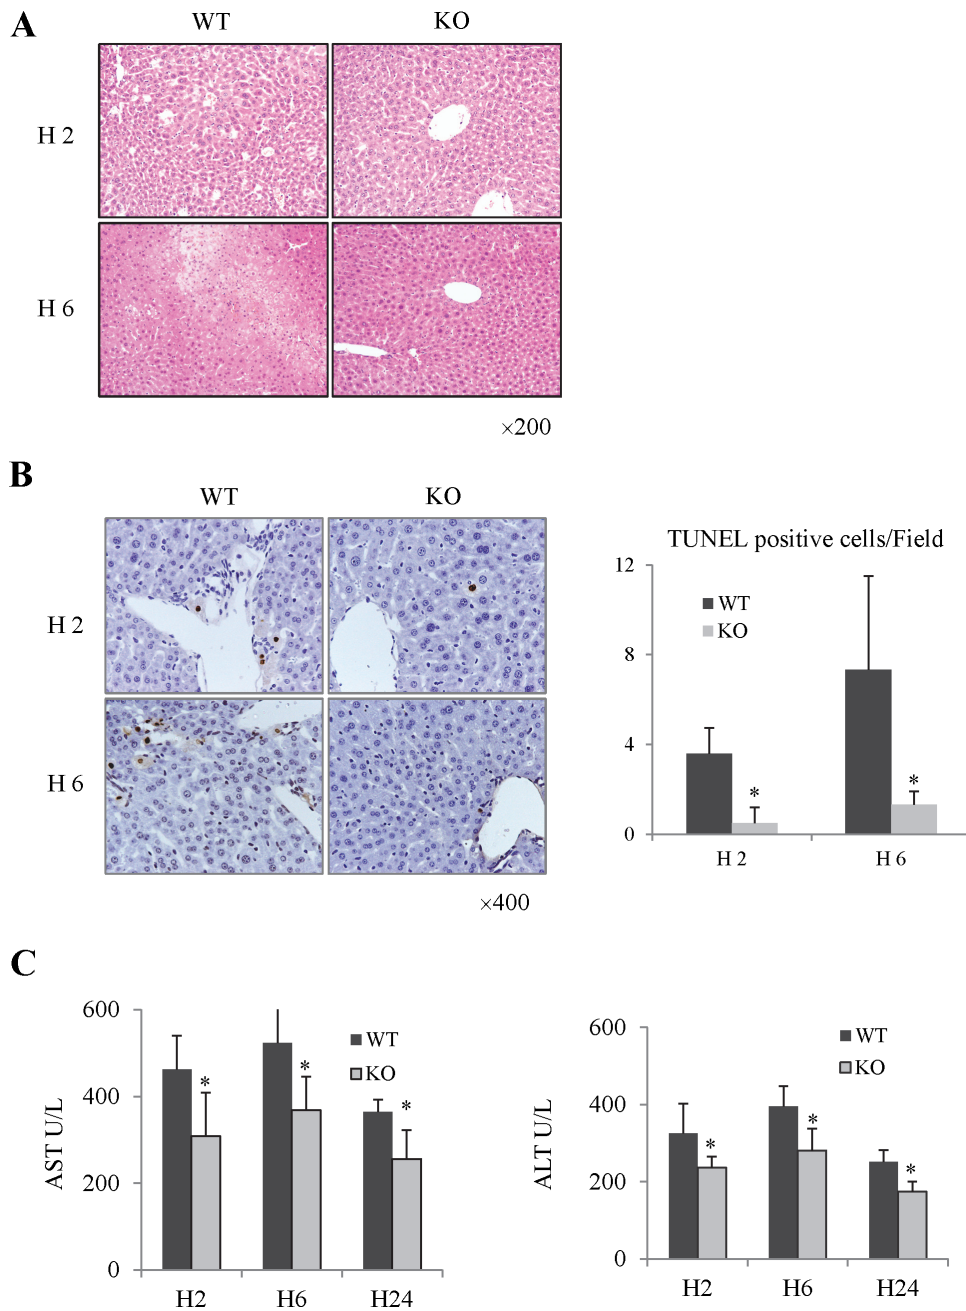 A
WT KO
H 2
H 6
×200
B
WT KO
H 2
H 6
×400
TUNEL positive cells/Field
12
8
4
0
WT
KO
*
*
H 2 H 6
C
AST U/L
600
400
200
0
WT
KO
*
*
*
H2 H6 H24
ALT U/L
600
400
200
0
WT
KO
*
*
*
H2 H6 H24